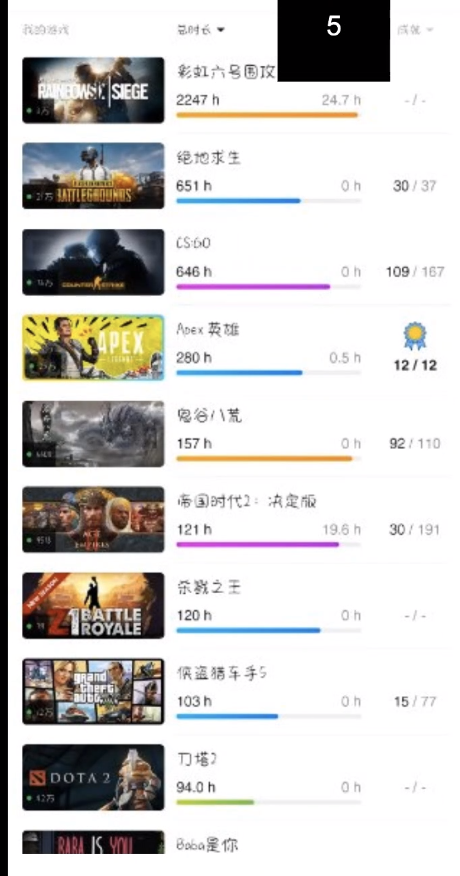 5
我的游戏 总时长 成就
彩虹六号围攻
RAINBOW SIX | SIEGE
2247 h 24.7 h -/-
绝地求生
BATTLEGROUNDS
651 h 0 h 30 / 37
CS:GO
COUNTER STRIKE
646 h 0 h 109 / 167
Apex 英雄
APEX
LEGENDS
280 h 0.5 h 12 / 12
鬼谷八荒
157 h 0 h 92 / 110
帝国时代2：决定版
AGE
EMPIRES
121 h 19.6 h 30 / 191
杀戮之王
NEW SEASON
Z1 BATTLE
ROYALE
120 h 0 h -/-
侠盗猎车手5
grand
theft
auto
103 h 0 h 15 / 77
刀塔2
DOTA 2
94.0 h 0 h -/-
Baba是你
BABA IS YOU